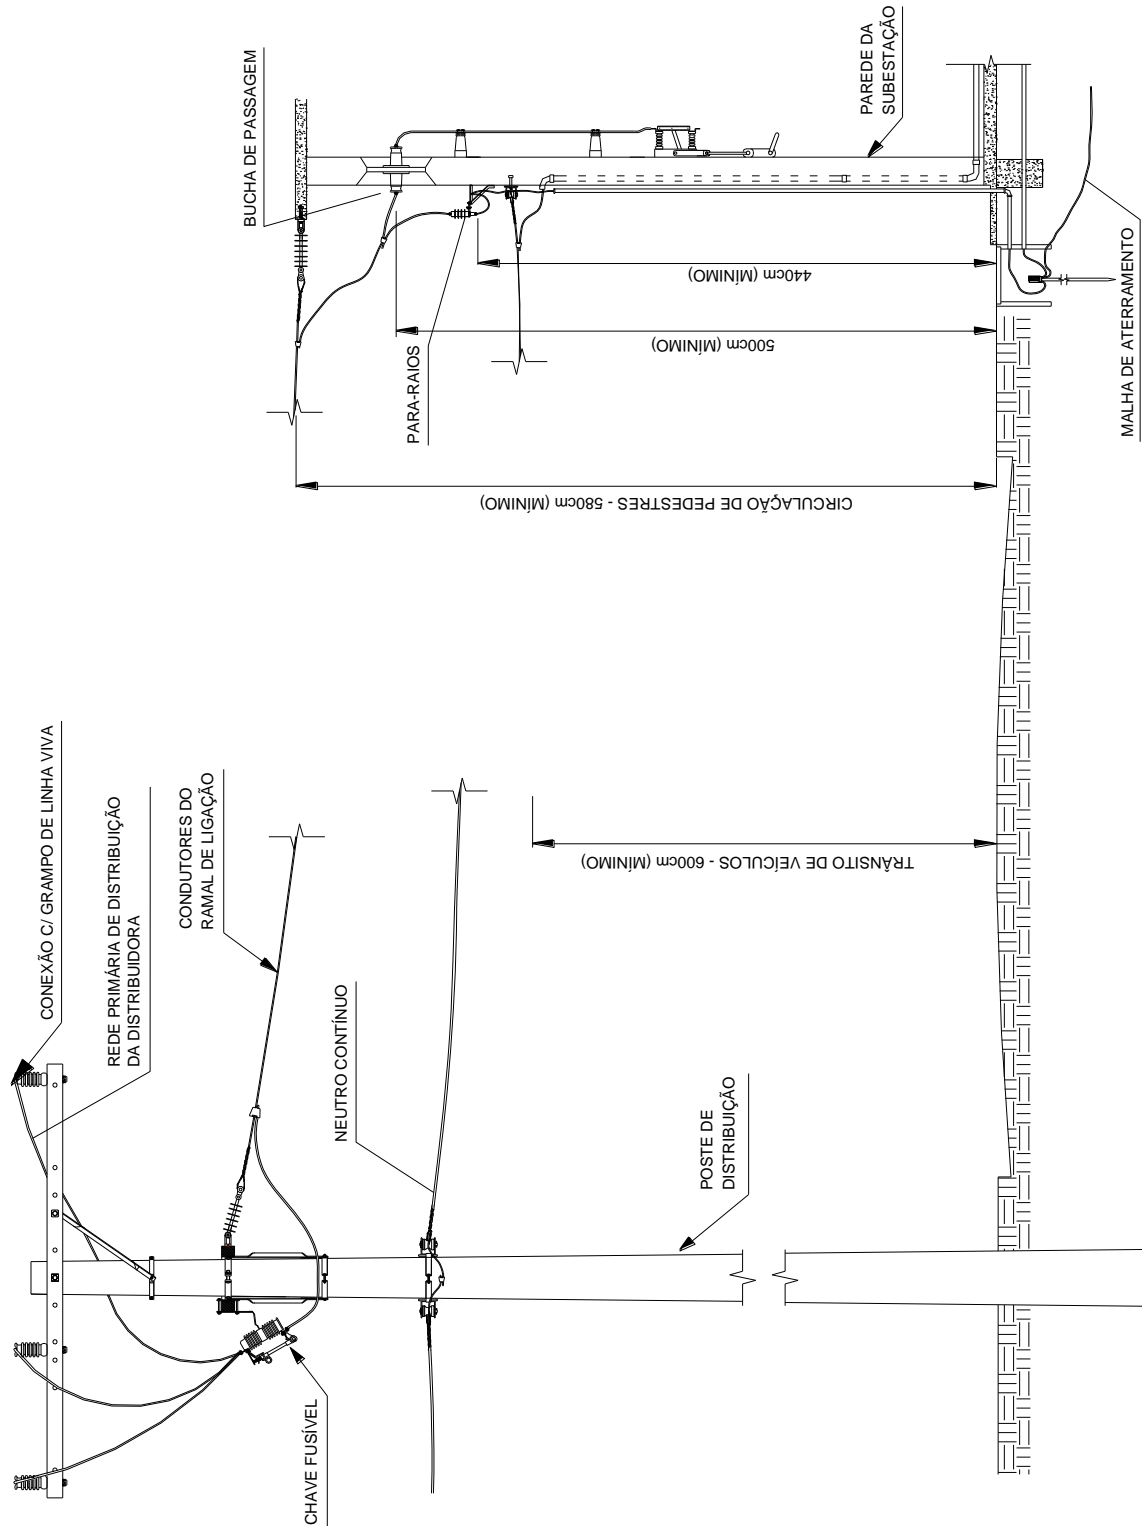 CONEXÃO C/ GRAMPO DE LINHA VIVA
REDE PRIMÁRIA DE DISTRIBUIÇÃO
DA DISTRIBUIDORA
CONDUTORES DO
RAMAL DE LIGAÇÃO
NEUTRO CONTÍNUO
CHAVE FUSÍVEL
POSTE DE
DISTRIBUIÇÃO
TRÂNSITO DE VEÍCULOS - 600cm (MÍNIMO)
CIRCULAÇÃO DE PEDESTRES - 580cm (MÍNIMO)
BUCHA DE PASSAGEM
PARA-RAIOS
500cm (MÍNIMO)
440cm (MÍNIMO)
PAREDE DA
SUBESTAÇÃO
MALHA DE ATERRAMENTO